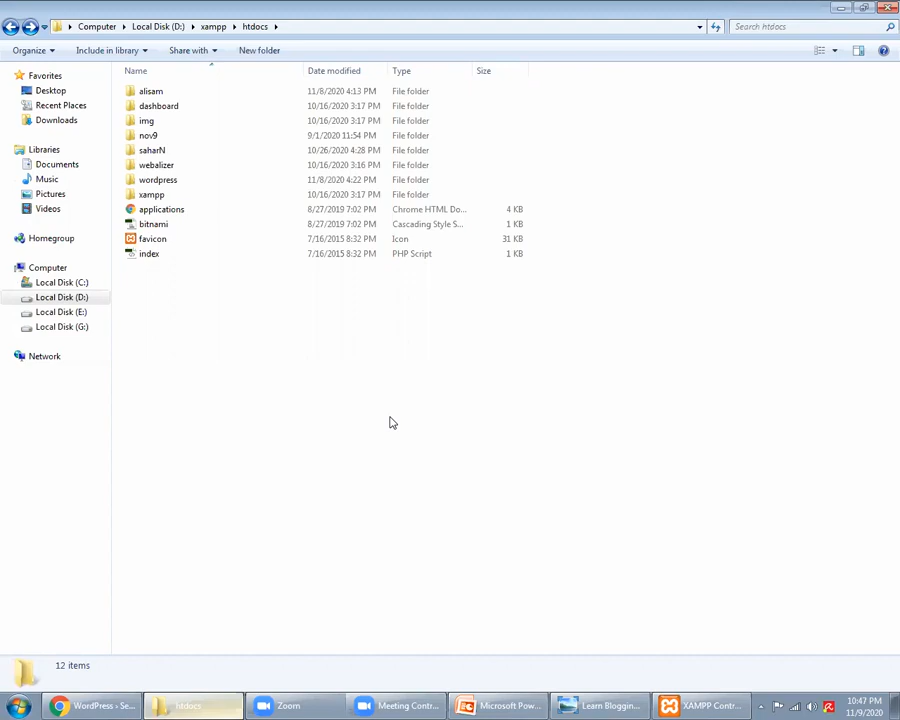 Computer Local Disk (D:) xampp htdocs Search htdocs
Organize Include in library Share with New folder
Name Date modified Type Size
Favorites
Desktop
Recent Places
Downloads
Libraries
Documents
Music
Pictures
Videos
Homegroup
Computer
Local Disk (C:)
Local Disk (D:)
Local Disk (E:)
Local Disk (G:)
Network
alisam 11/8/2020 4:13 PM File folder
dashboard 10/16/2020 3:17 PM File folder
img 10/16/2020 3:17 PM File folder
nov9 9/1/2020 11:54 PM File folder
saharN 10/26/2020 4:28 PM File folder
webalizer 10/16/2020 3:16 PM File folder
wordpress 11/8/2020 4:22 PM File folder
xampp 10/16/2020 3:17 PM File folder
applications 8/27/2019 7:02 PM Chrome HTML Do... 4 KB
bitnami 8/27/2019 7:02 PM Cascading Style S... 1 KB
favicon 7/16/2015 8:32 PM Icon 31 KB
index 7/16/2015 8:32 PM PHP Script 1 KB
12 items
WordPress › Se... htdocs Zoom Meeting Contr... Microsoft Pow... Learn Bloggin... XAMPP Contr...
10:47 PM
11/9/2020